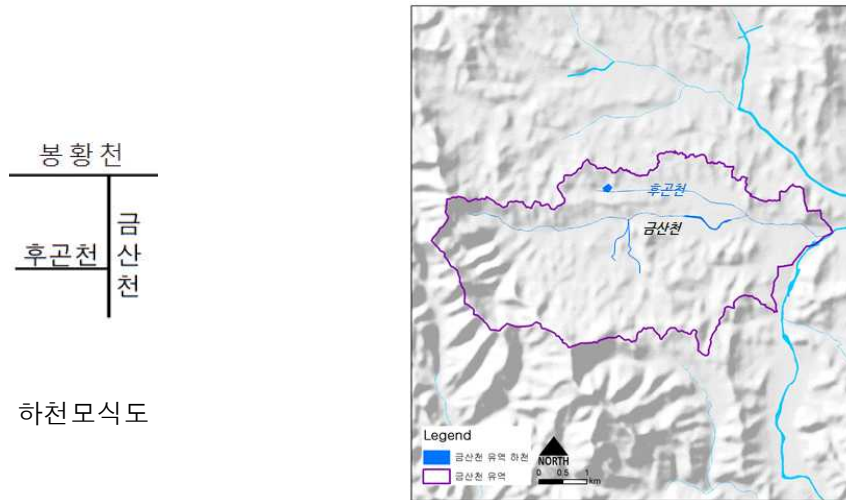 봉황천
금산천
후곤천
하천모식도
후곤천
금산천
Legend
금산천 유역 하천
금산천 유역
NORTH
0 0.5 1
km